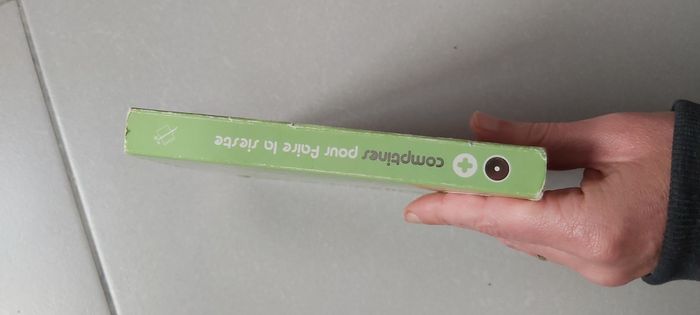 comptines pour faire la sieste